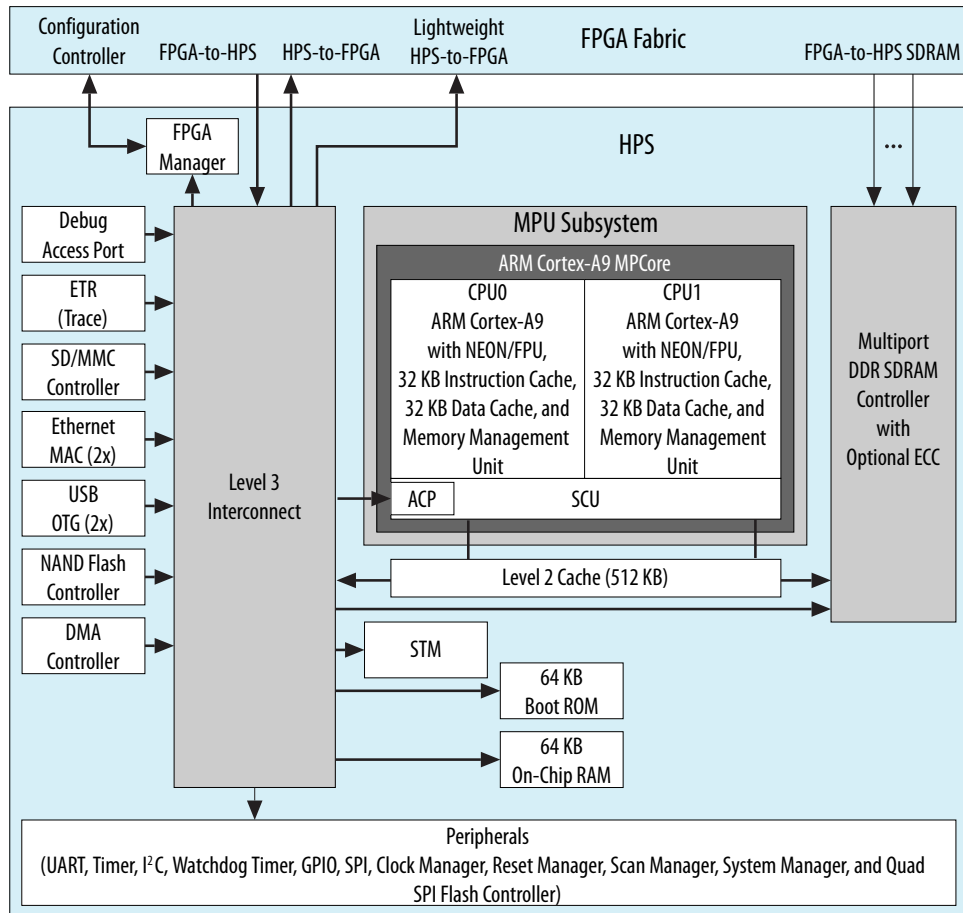 Configuration
Controller
FPGA-to-HPS
HPS-to-FPGA
Lightweight
HPS-to-FPGA
FPGA Fabric
FPGA-to-HPS SDRAM
FPGA
Manager
HPS
...
Debug
Access Port
ETR
(Trace)
SD/MMC
Controller
Ethernet
MAC (2x)
USB
OTG (2x)
NAND Flash
Controller
DMA
Controller
Level 3
Interconnect
MPU Subsystem
ARM Cortex-A9 MPCore
CPU0
ARM Cortex-A9
with NEON/FPU,
32 KB Instruction Cache,
32 KB Data Cache, and
Memory Management
Unit
CPU1
ARM Cortex-A9
with NEON/FPU,
32 KB Instruction Cache,
32 KB Data Cache, and
Memory Management
Unit
ACP
SCU
Level 2 Cache (512 KB)
Multiport
DDR SDRAM
Controller
with
Optional ECC
STM
64 KB
Boot ROM
64 KB
On-Chip RAM
Peripherals
(UART, Timer, I²C, Watchdog Timer, GPIO, SPI, Clock Manager, Reset Manager, Scan Manager, System Manager, and Quad
SPI Flash Controller)